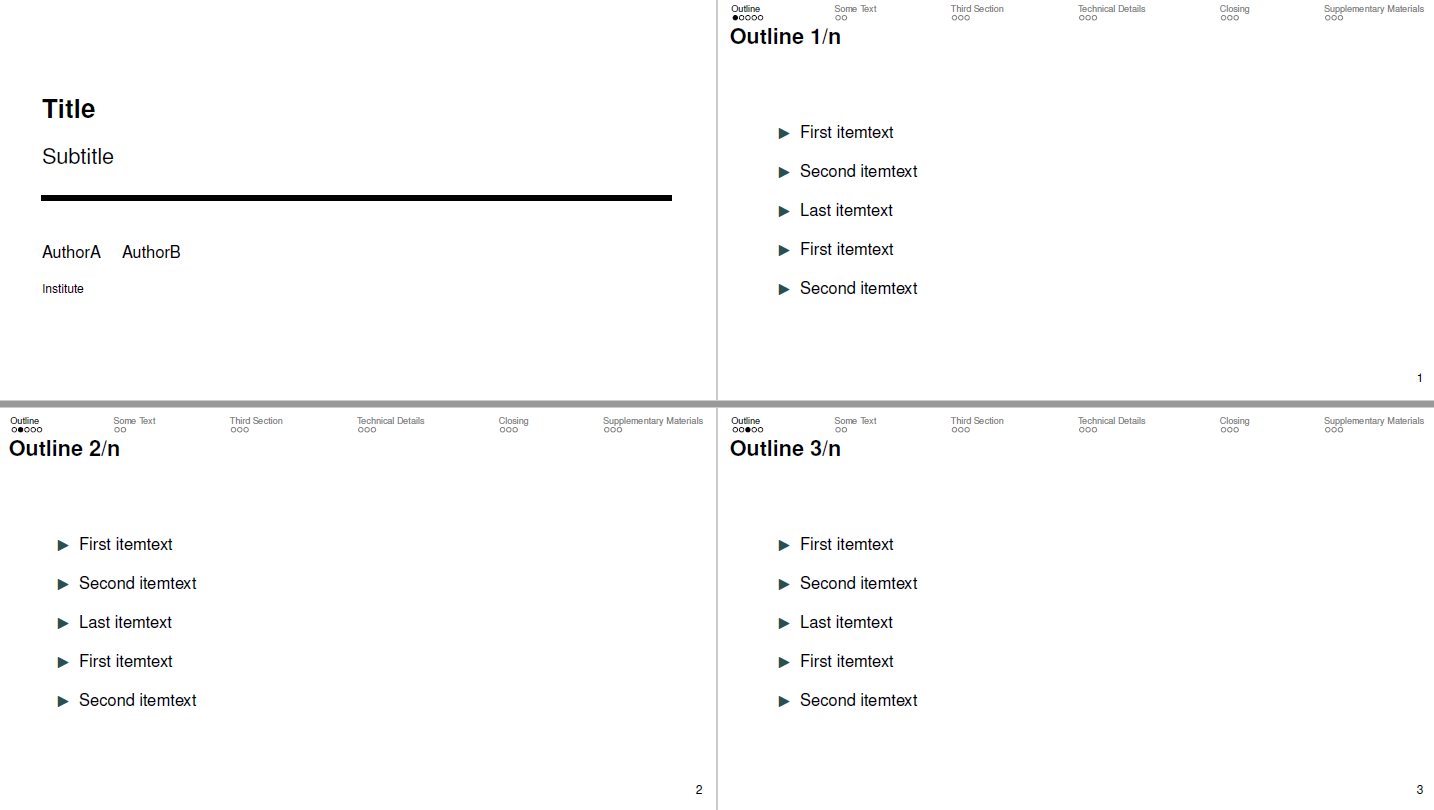 Title
Subtitle
AuthorA AuthorB
Institute
Outline Some Text Third Section Technical Details Closing Supplementary Materials
Outline 1/n
▶ First itemtext
▶ Second itemtext
▶ Last itemtext
▶ First itemtext
▶ Second itemtext
1
Outline Some Text Third Section Technical Details Closing Supplementary Materials
Outline 2/n
▶ First itemtext
▶ Second itemtext
▶ Last itemtext
▶ First itemtext
▶ Second itemtext
2
Outline Some Text Third Section Technical Details Closing Supplementary Materials
Outline 3/n
▶ First itemtext
▶ Second itemtext
▶ Last itemtext
▶ First itemtext
▶ Second itemtext
3